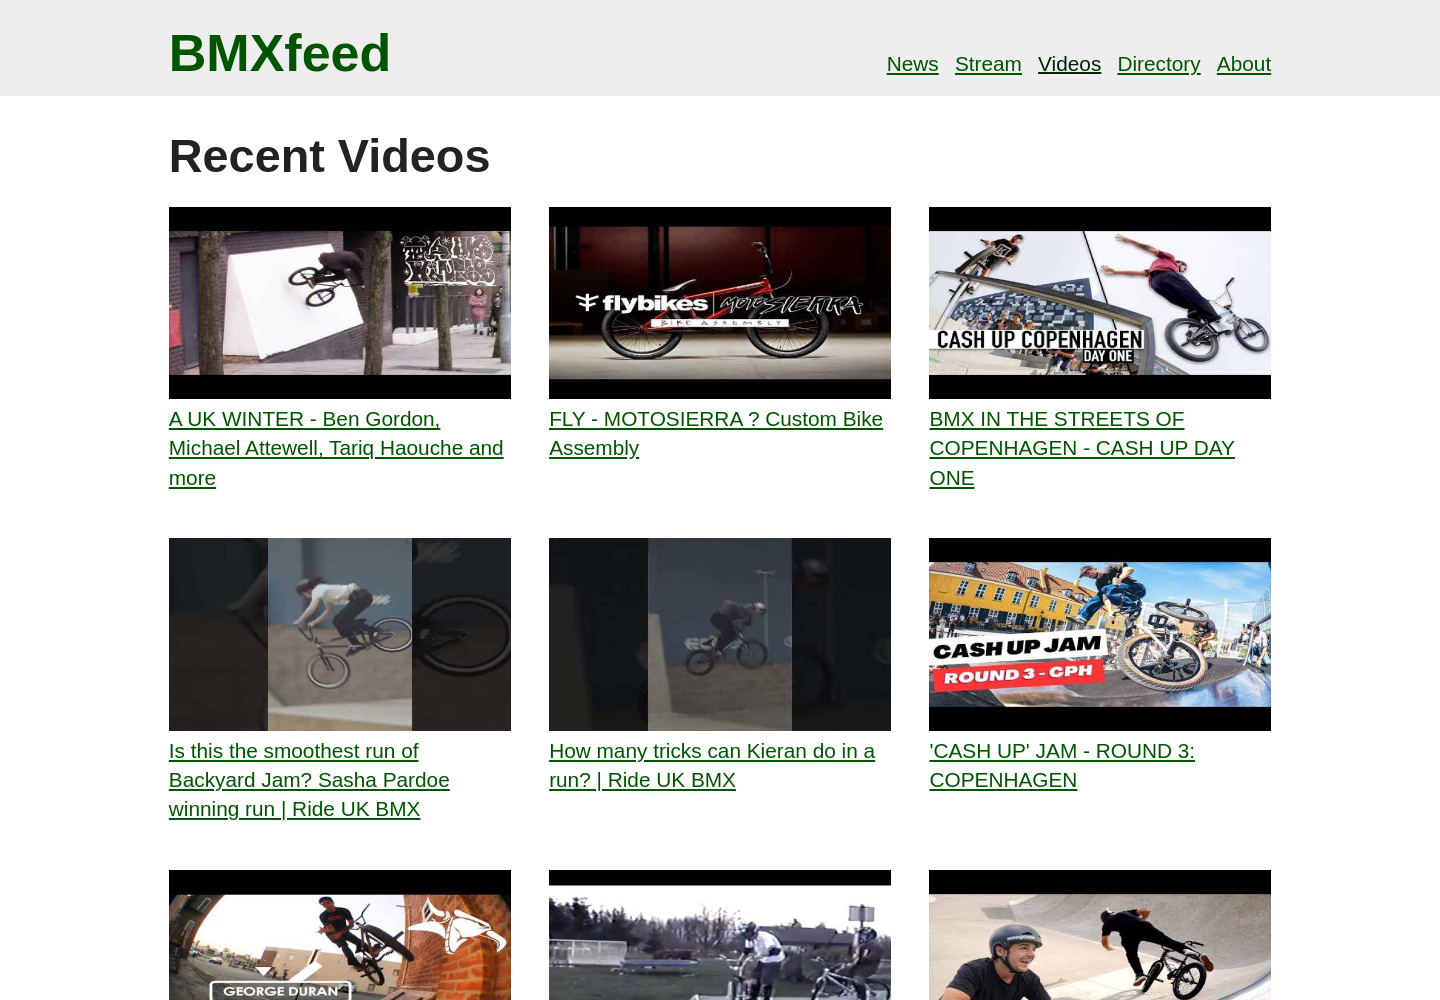 BMXfeed
News Stream Videos Directory About
Recent Videos
flybikes MOTOSIERRA
BIKE ASSEMBLY
CASH UP COPENHAGEN
DAY ONE
A UK WINTER - Ben Gordon,
Michael Attewell, Tariq Haouche and
more
FLY - MOTOSIERRA ? Custom Bike
Assembly
BMX IN THE STREETS OF
COPENHAGEN - CASH UP DAY
ONE
CASH UP JAM
ROUND 3 - CPH
Is this the smoothest run of
Backyard Jam? Sasha Pardoe
winning run | Ride UK BMX
How many tricks can Kieran do in a
run? | Ride UK BMX
'CASH UP' JAM - ROUND 3:
COPENHAGEN
GEORGE DURAN